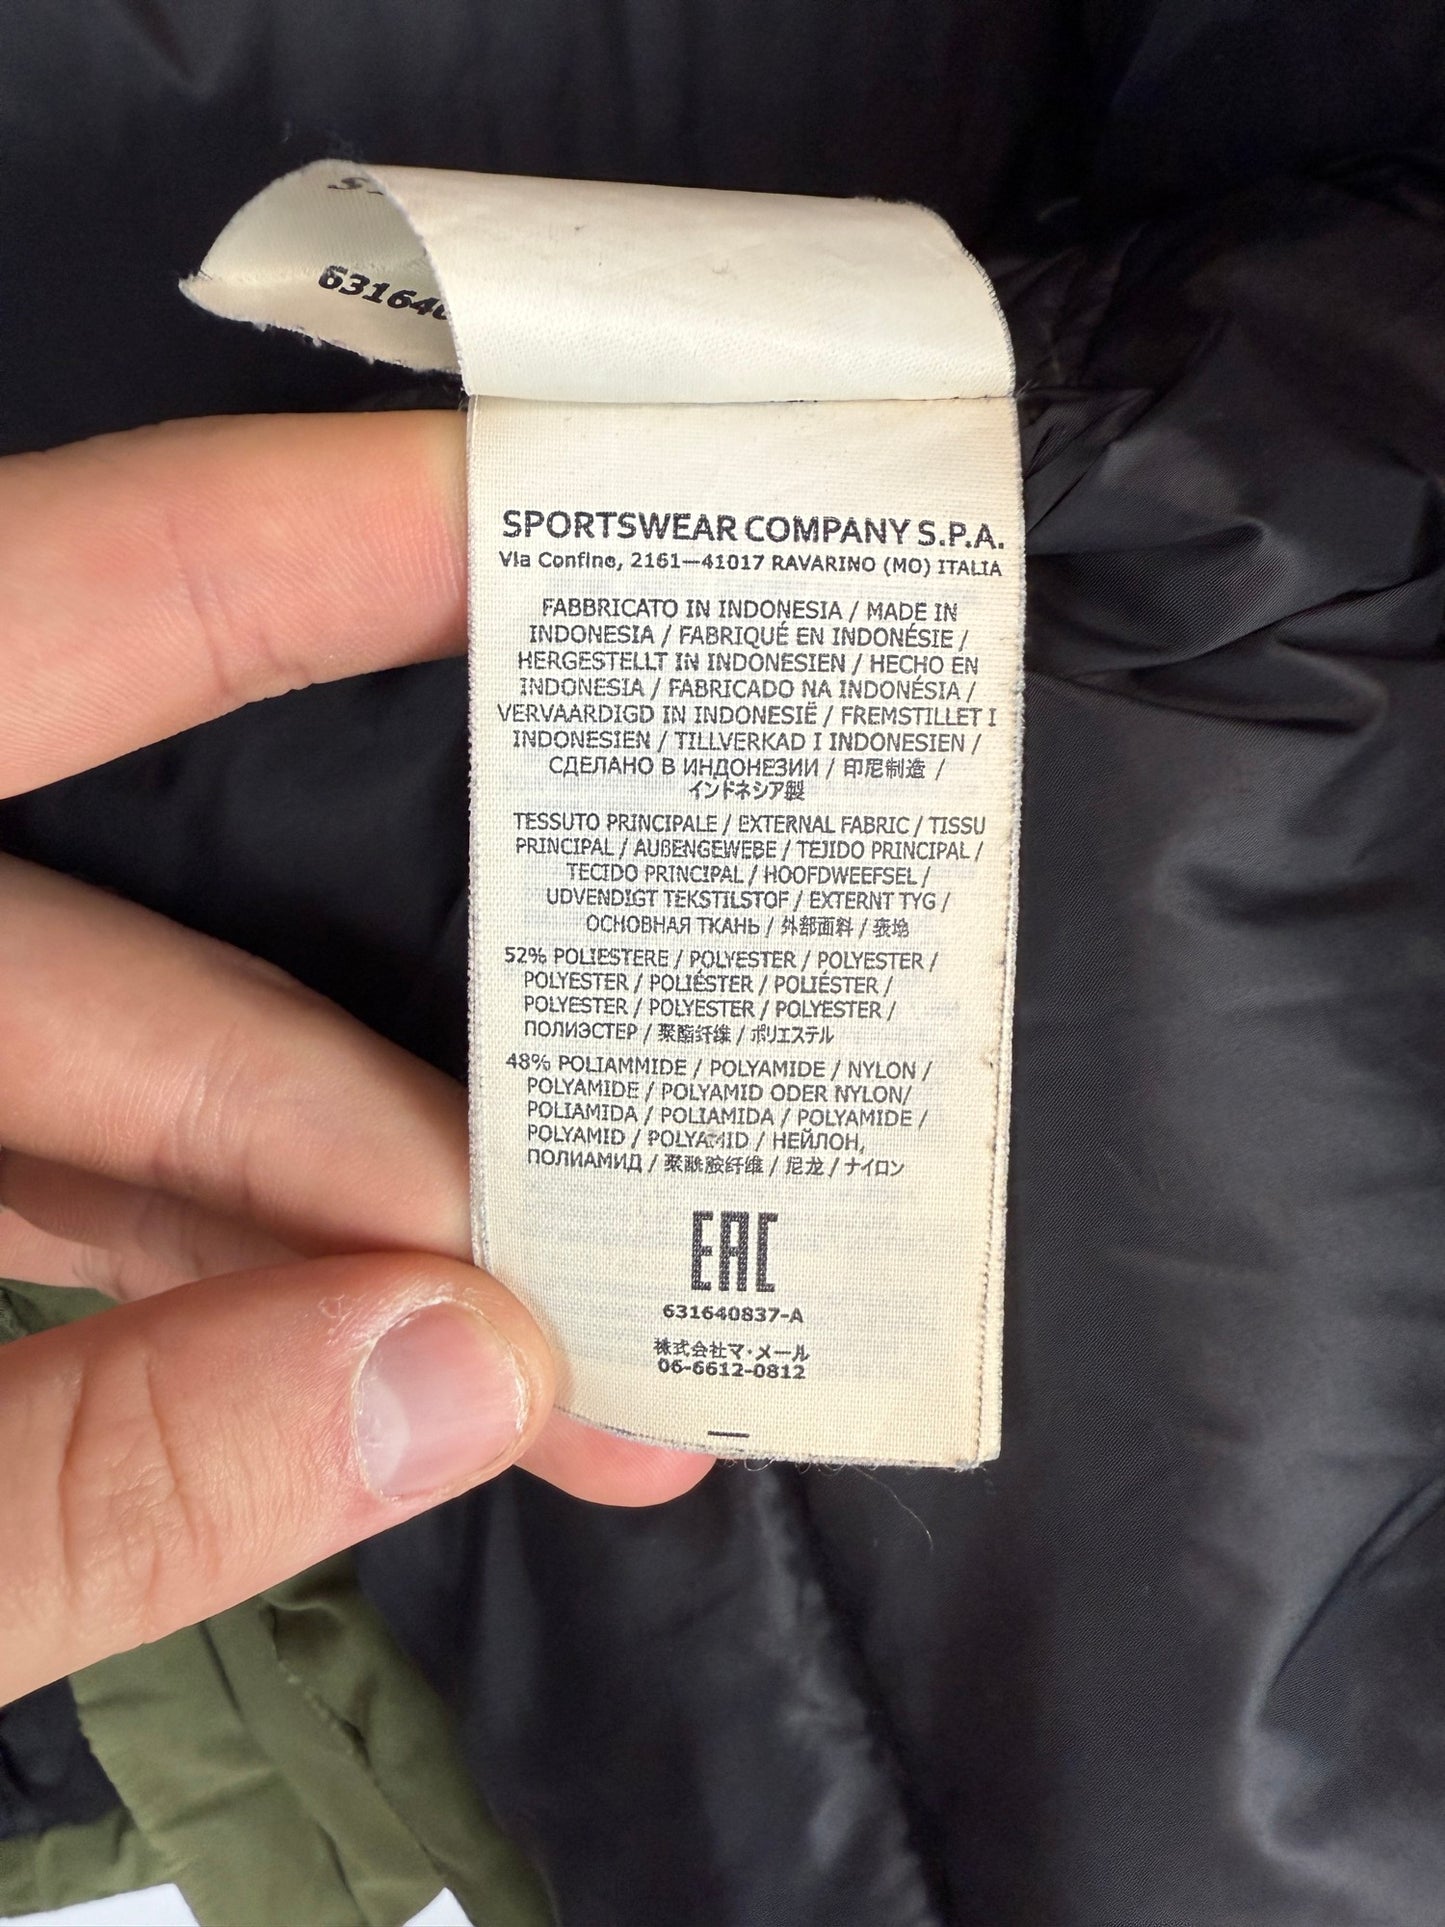 63164
SPORTSWEAR COMPANY S.P.A.
Via Confine, 2161—41017 RAVARINO (MO) ITALIA
FABBRICATO IN INDONESIA / MADE IN
INDONESIA / FABRIQUÉ EN INDONÉSIE /
HERGESTELLT IN INDONESIEN / HECHO EN
INDONESIA / FABRICADO NA INDONÉSIA /
VERVAARDIGD IN INDONESIË / FREMSTILLET I
INDONESIEN / TILLVERKAD I INDONESIEN /
СДЕЛАНО В ИНДОНЕЗИИ / 印尼制造 /
インドネシア製
TESSUTO PRINCIPALE / EXTERNAL FABRIC / TISSU
PRINCIPAL / AUßENGEWEBE / TEJIDO PRINCIPAL /
TECIDO PRINCIPAL / HOOFDWEEFSEL /
UDVENDIGT TEKSTILSTOF / EXTERNT TYG /
ОСНОВНАЯ ТКАНЬ / 外部面料 / 表地
52% POLIESTERE / POLYESTER / POLYESTER /
POLYESTER / POLIÉSTER / POLIÉSTER /
POLYESTER / POLYESTER / POLYESTER /
ПОЛИЭСТЕР / 聚酯纤维 / ポリエステル
48% POLIAMMIDE / POLYAMIDE / NYLON /
POLYAMIDE / POLYAMID ODER NYLON/
POLIAMIDA / POLIAMIDA / POLYAMIDE /
POLYAMID / POLYAMID / НЕЙЛОН,
ПОЛИАМИД / 聚酰胺纤维 / 尼龙 / ナイロン
EAC
631640837-A
株式会社マ·メール
06-6612-0812